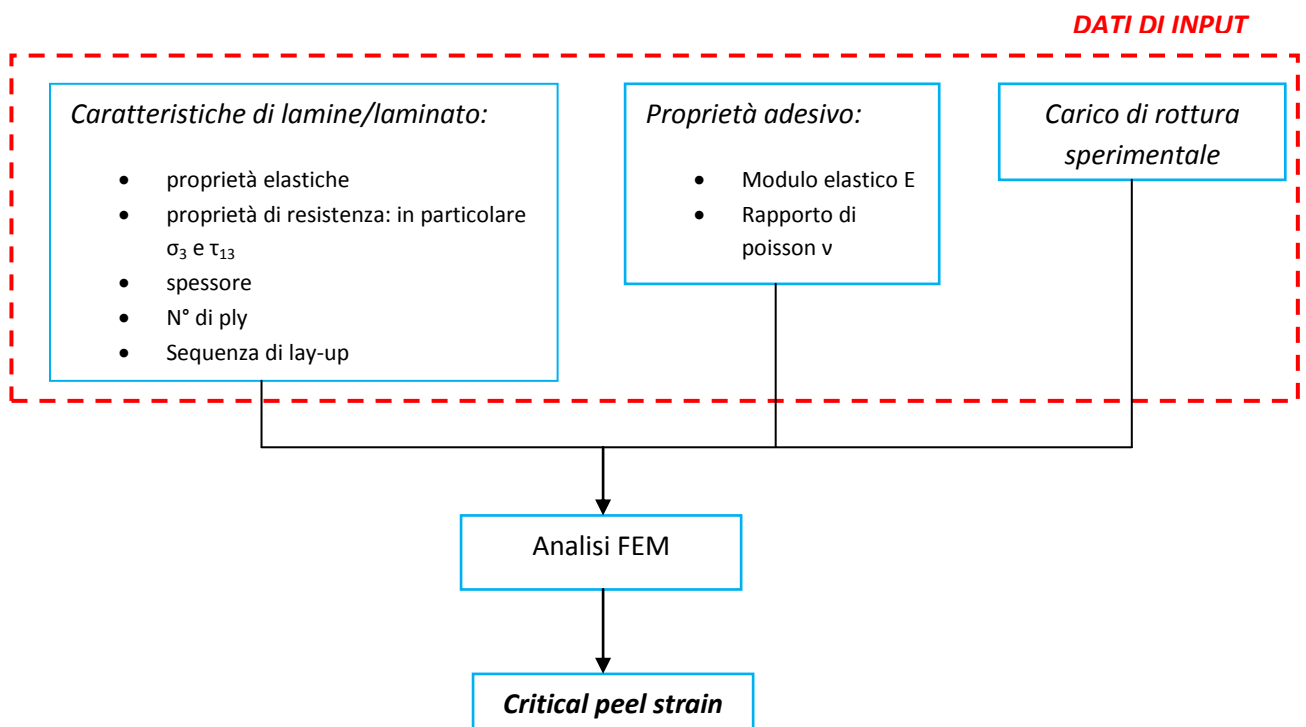 DATI DI INPUT
Caratteristiche di lamine/laminato:
• proprietà elastiche
• proprietà di resistenza: in particolare
σ₃ e τ₁₃
• spessore
• N° di ply
• Sequenza di lay-up
Proprietà adesivo:
• Modulo elastico E
• Rapporto di
poisson ν
Carico di rottura
sperimentale
Analisi FEM
Critical peel strain